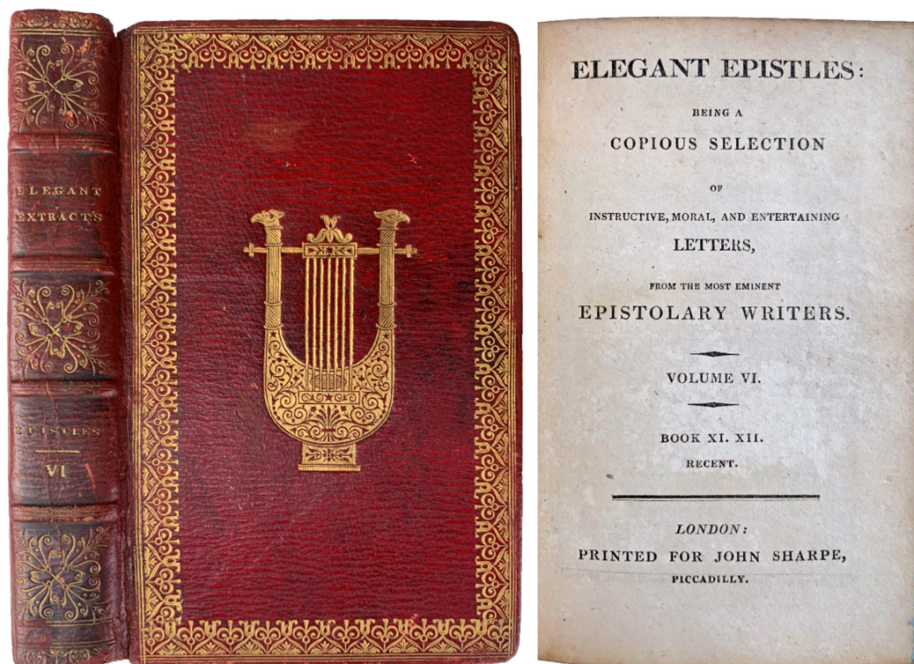 ELEGANT
EXTRACTS
EPISTLES
VI
ELEGANT EPISTLES:
BEING A
COPIOUS SELECTION
OF
INSTRUCTIVE, MORAL, AND ENTERTAINING
LETTERS,
FROM THE MOST EMINENT
EPISTOLARY WRITERS.
VOLUME VI.
BOOK XI. XII.
RECENT.
LONDON:
PRINTED FOR JOHN SHARPE,
PICCADILLY.